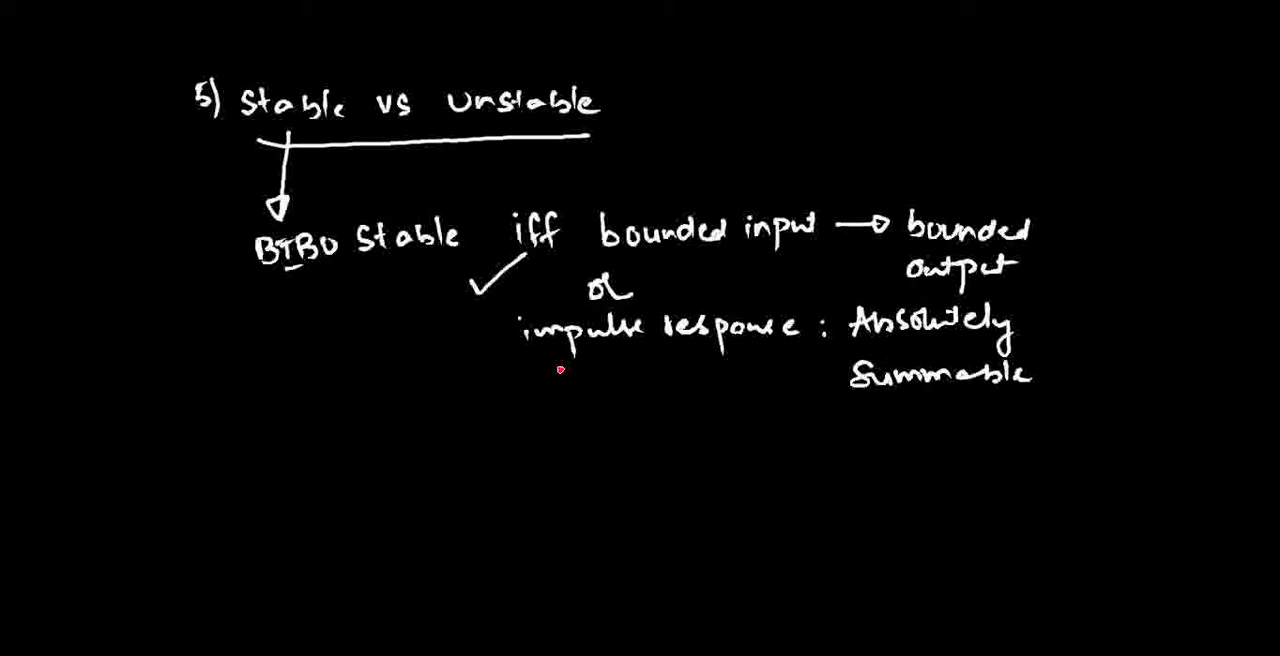 5) Stable vs Unstable
BIBO Stable iff bounded input → bounded
output
or
impulse response : Absolutely
Summable